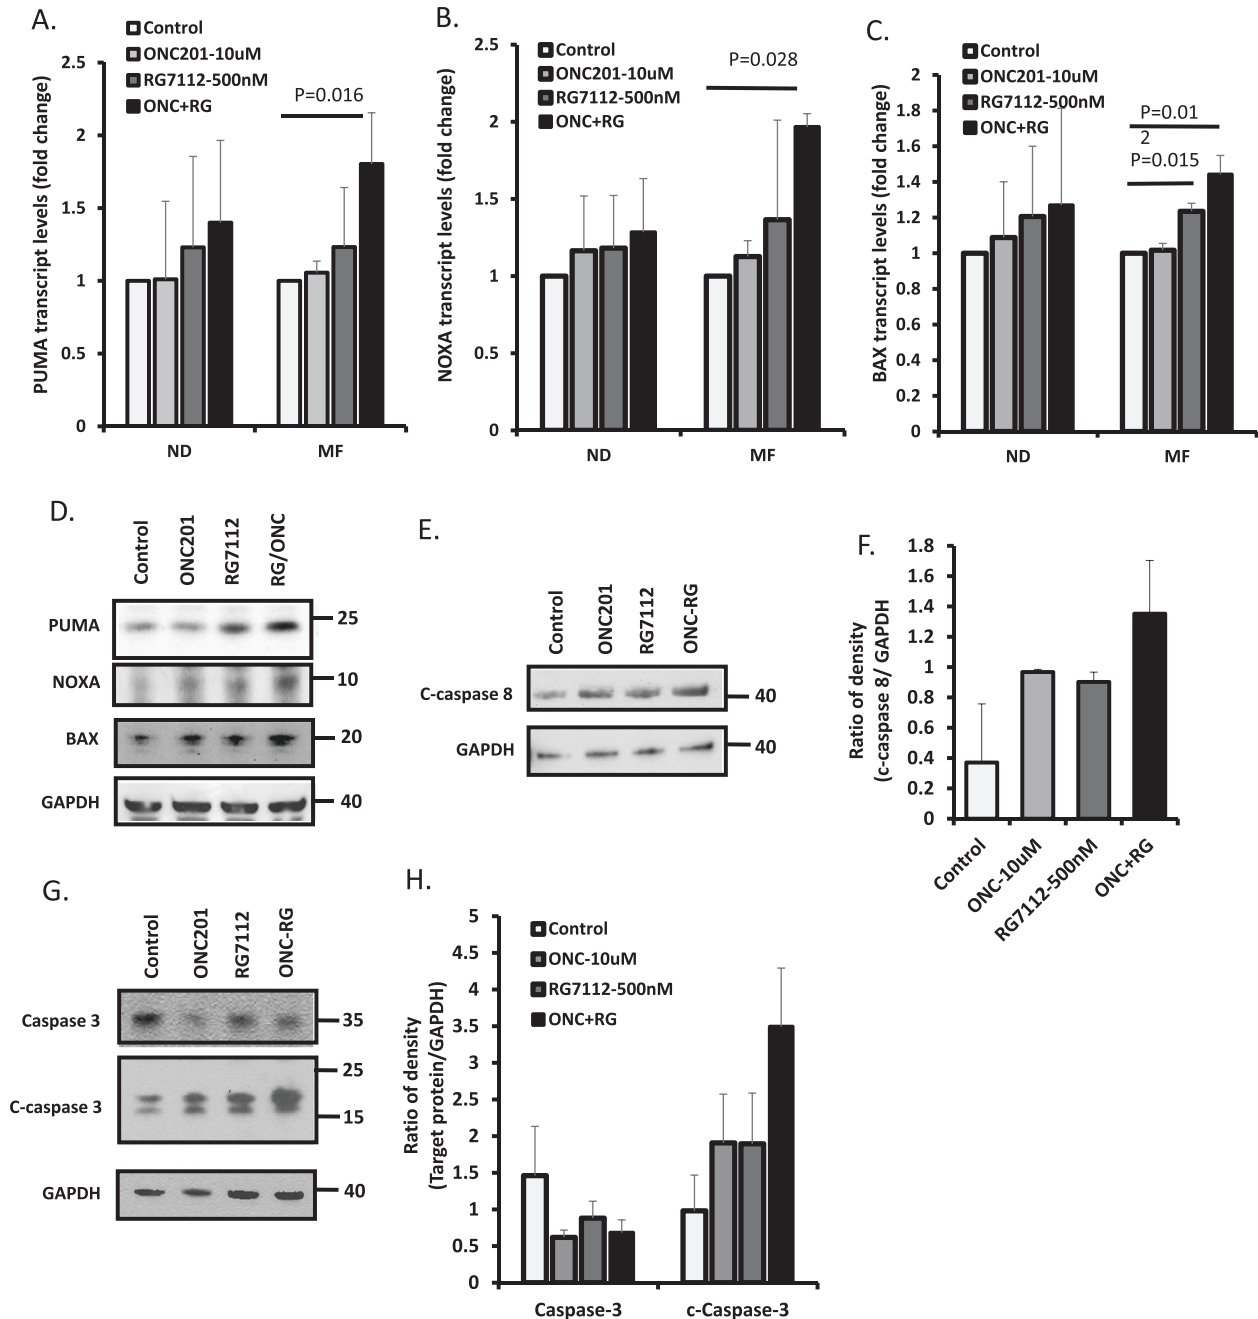 A.
Control
ONC201-10uM
RG7112-500nM
ONC+RG
P=0.016
PUMA transcript levels (fold change)
2.5
2
1.5
1
0.5
0
ND
MF
B.
Control
ONC201-10uM
RG7112-500nM
ONC+RG
P=0.028
NOXA transcript levels (fold change)
2.5
2
1.5
1
0.5
0
ND
MF
C.
Control
ONC201-10uM
RG7112-500nM
ONC+RG
P=0.01
2
P=0.015
BAX transcript levels (fold change)
2
1.8
1.6
1.4
1.2
1
0.8
0.6
0.4
0.2
0
ND
MF
D.
Control
ONC201
RG7112
RG/ONC
PUMA
25
NOXA
10
BAX
20
GAPDH
40
E.
Control
ONC201
RG7112
ONC-RG
C-caspase 8
40
GAPDH
40
F.
Ratio of density
(c-caspase 8/ GAPDH
1.8
1.6
1.4
1.2
1
0.8
0.6
0.4
0.2
0
Control
ONC-10uM
RG7112-500nM
ONC+RG
G.
Control
ONC201
RG7112
ONC-RG
Caspase 3
35
C-caspase 3
25
15
GAPDH
40
H.
Control
ONC-10uM
RG7112-500nM
ONC+RG
Ratio of density
(Target protein/GAPDH)
5
4.5
4
3.5
3
2.5
2
1.5
1
0.5
0
Caspase-3
c-Caspase-3